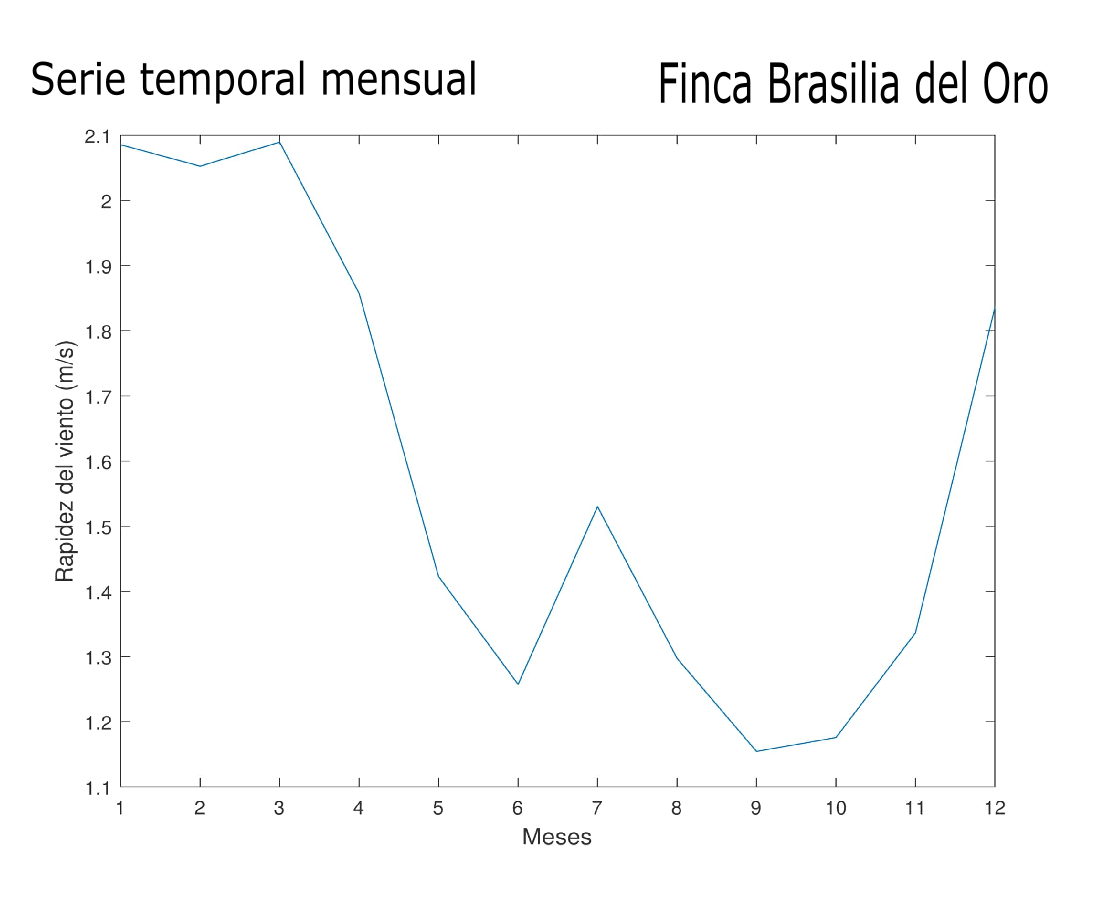 Serie temporal mensual
Finca Brasilia del Oro
2.1
2
1.9
1.8
1.7
1.6
1.5
1.4
1.3
1.2
1.1
Rapidez del viento (m/s)
1 2 3 4 5 6 7 8 9 10 11 12
Meses